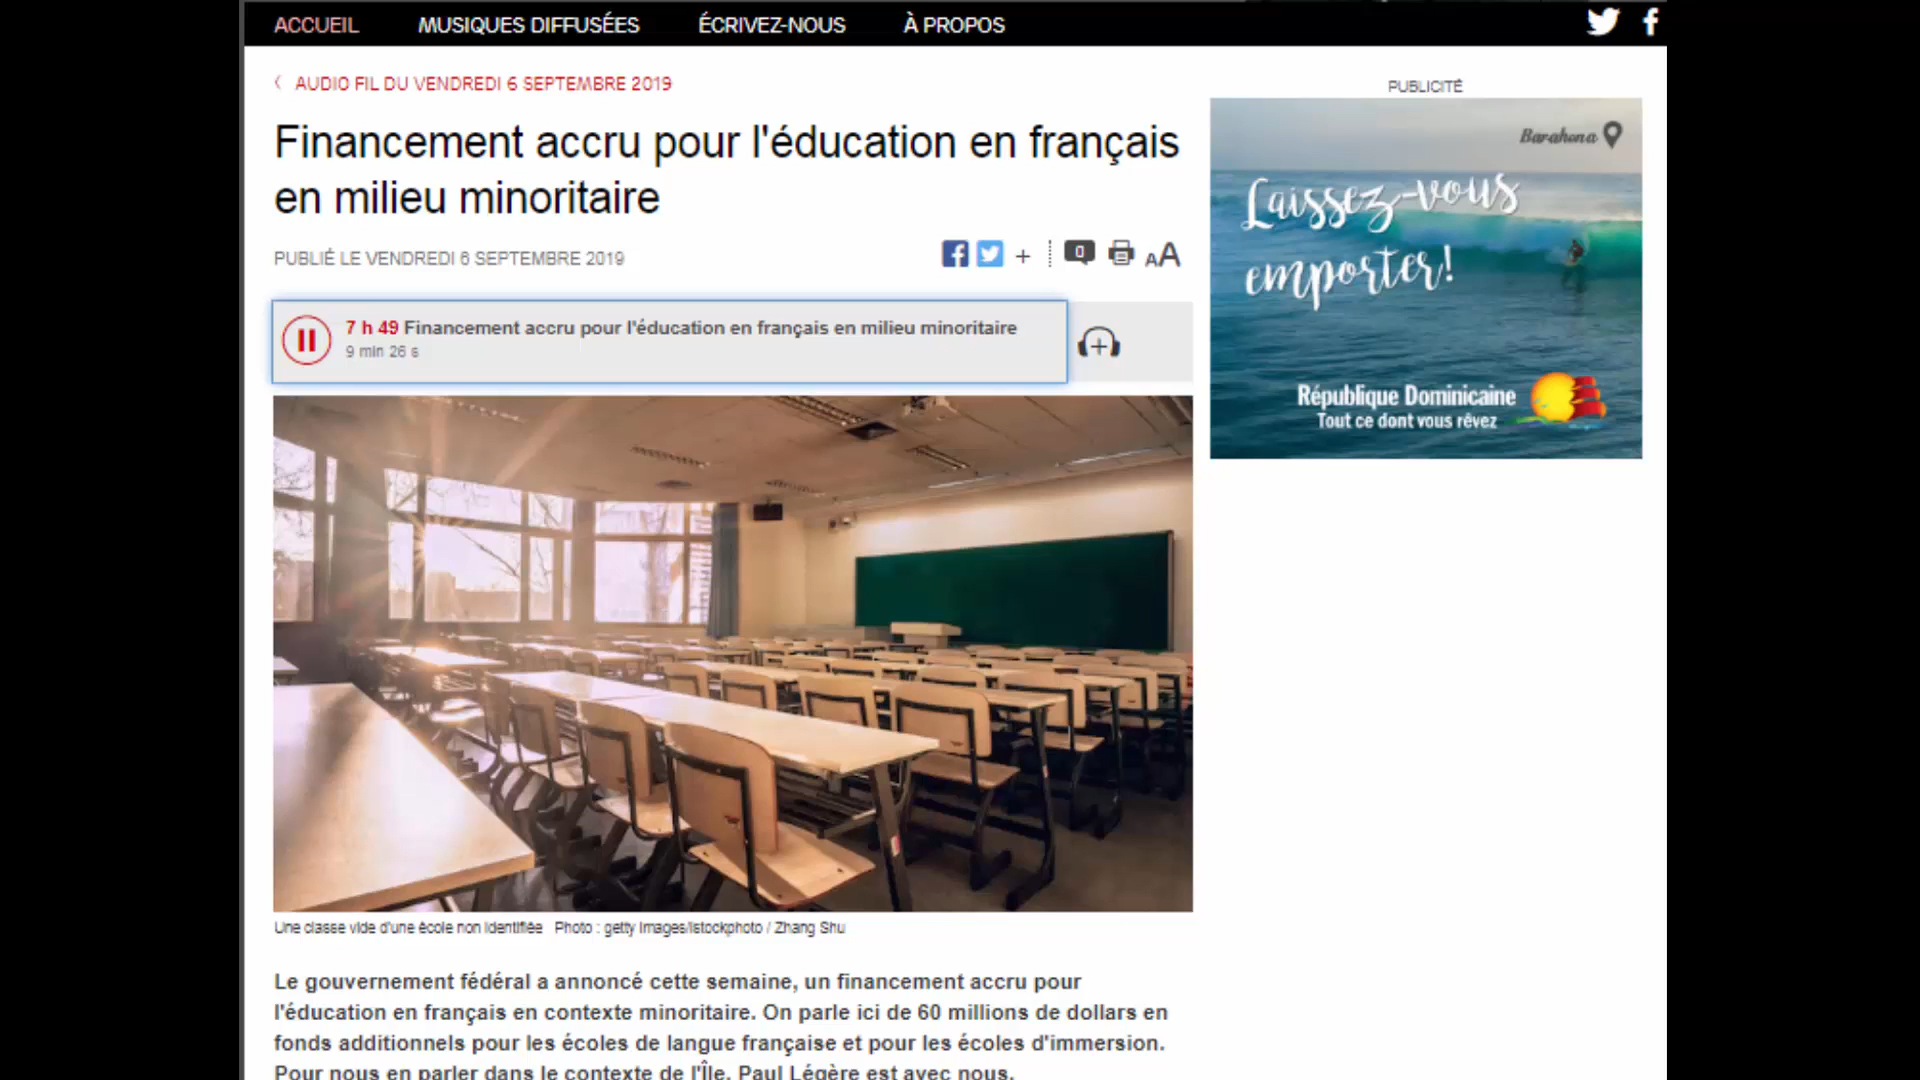 ACCUEIL MUSIQUES DIFFUSÉES ÉCRIVEZ-NOUS À PROPOS
AUDIO FIL DU VENDREDI 6 SEPTEMBRE 2019
Financement accru pour l'éducation en français
en milieu minoritaire
PUBLIÉ LE VENDREDI 6 SEPTEMBRE 2019
+ 0 AA
7 h 49 Financement accru pour l'éducation en français en milieu minoritaire
9 min 26 s
Une classe vide d'une école non identifiée Photo : getty images/istockphoto / Zhang Shu
Le gouvernement fédéral a annoncé cette semaine, un financement accru pour
l'éducation en français en contexte minoritaire. On parle ici de 60 millions de dollars en
fonds additionnels pour les écoles de langue française et pour les écoles d'immersion.
Pour nous en parler dans le contexte de l'Île, Paul Légère est avec nous.
PUBLICITÉ
Barahona
Laissez-vous
emporter!
République Dominicaine
Tout ce dont vous rêvez